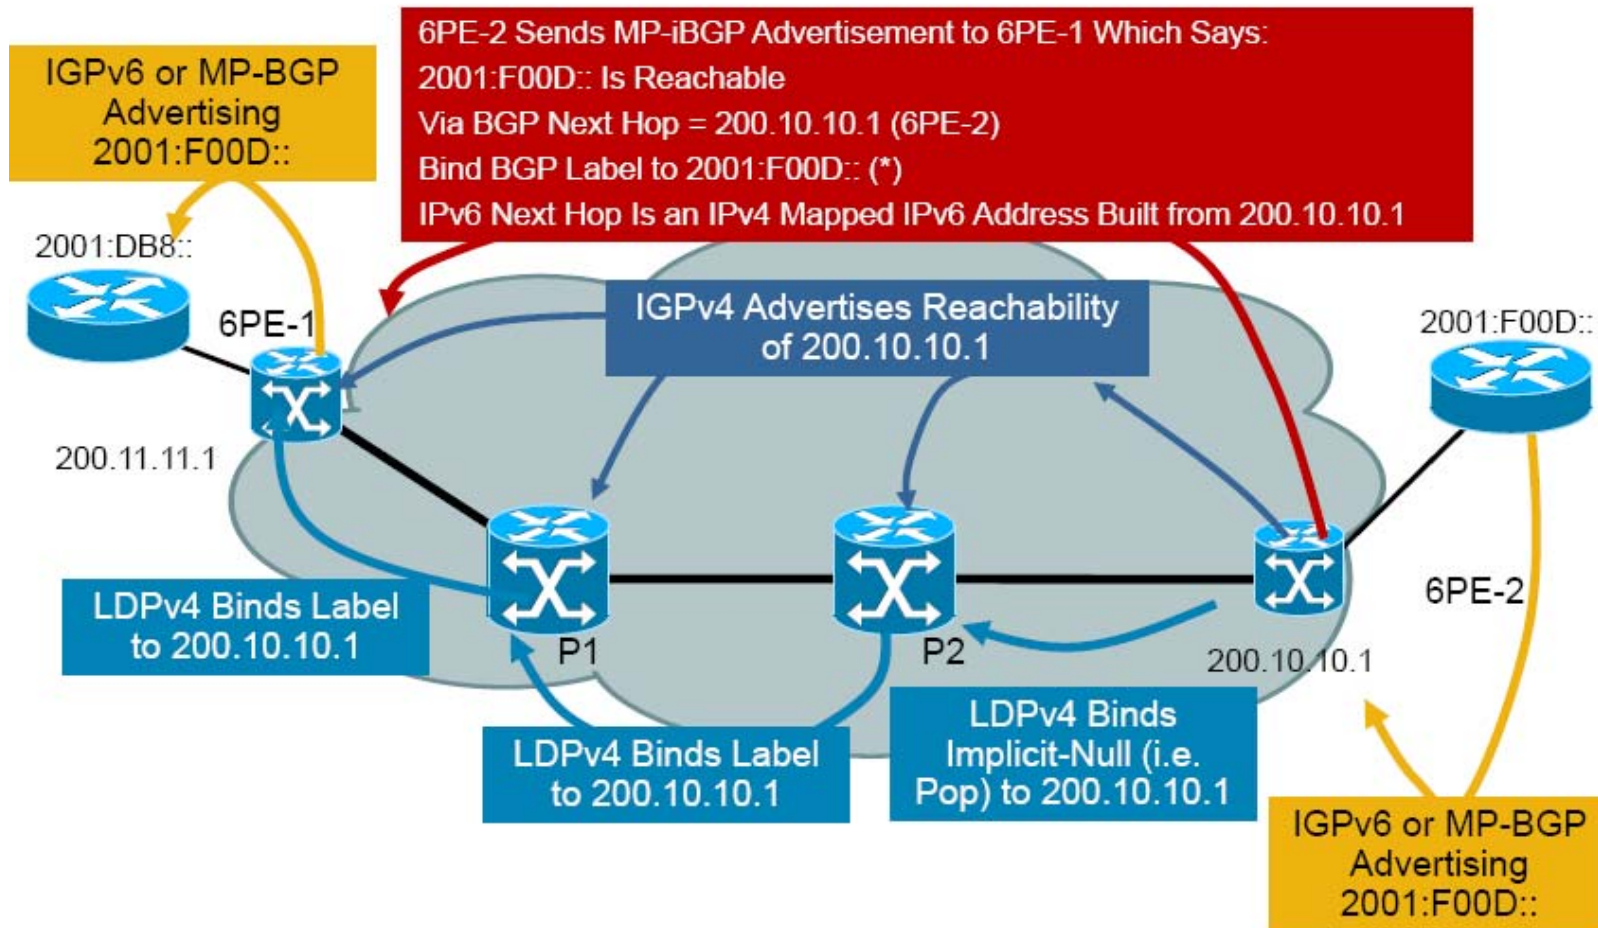 6PE-2 Sends MP-iBGP Advertisement to 6PE-1 Which Says:
2001:F00D:: Is Reachable
Via BGP Next Hop = 200.10.10.1 (6PE-2)
Bind BGP Label to 2001:F00D:: (*)
IPv6 Next Hop Is an IPv4 Mapped IPv6 Address Built from 200.10.10.1
IGPv6 or MP-BGP
Advertising
2001:F00D::
2001:DB8::
6PE-1
200.11.11.1
IGPv4 Advertises Reachability
of 200.10.10.1
2001:F00D::
6PE-2
200.10.10.1
P1
P2
LDPv4 Binds Label
to 200.10.10.1
LDPv4 Binds Label
to 200.10.10.1
LDPv4 Binds
Implicit-Null (i.e.
Pop) to 200.10.10.1
IGPv6 or MP-BGP
Advertising
2001:F00D::